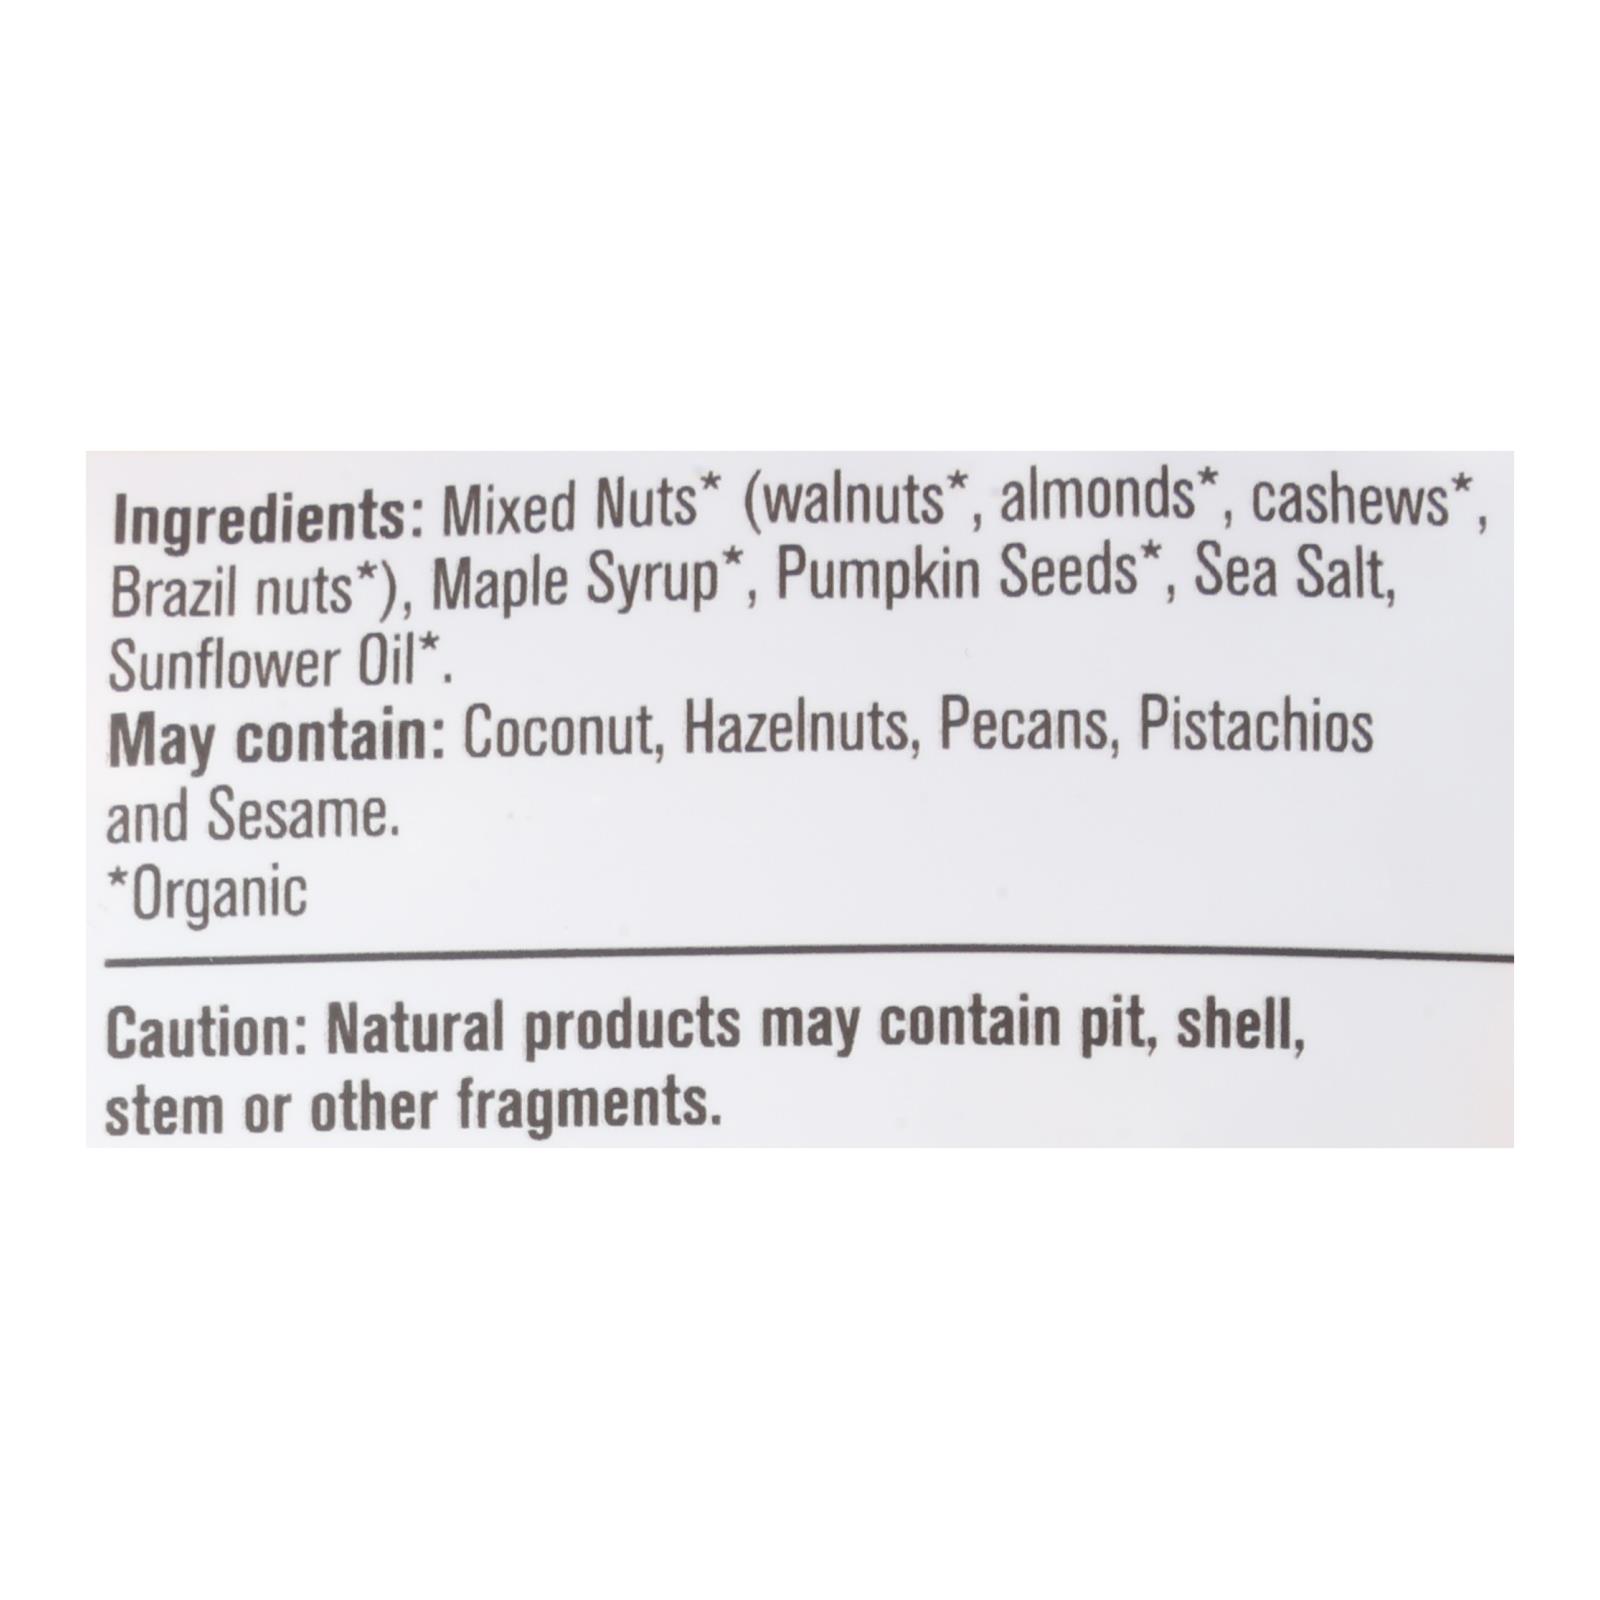 Ingredients: Mixed Nuts* (walnuts*, almonds*, cashews*,
Brazil nuts*), Maple Syrup*, Pumpkin Seeds*, Sea Salt,
Sunflower Oil*.
May contain: Coconut, Hazelnuts, Pecans, Pistachios
and Sesame.
*Organic
Caution: Natural products may contain pit, shell,
stem or other fragments.